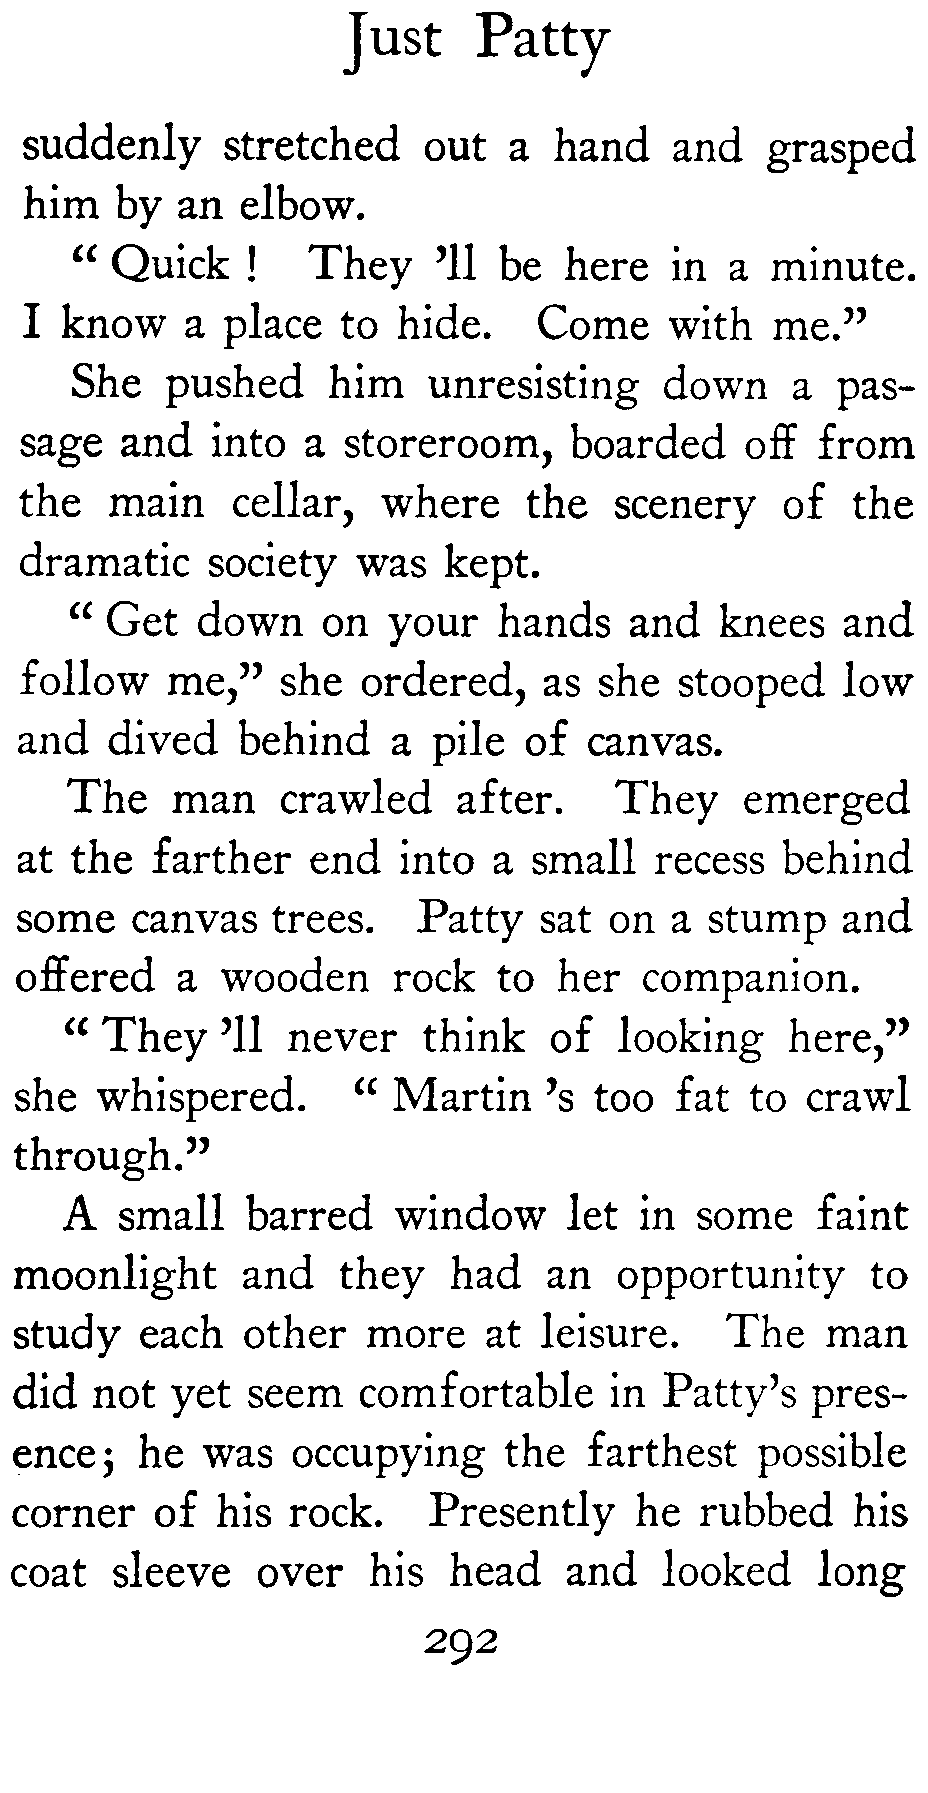 Just Patty
suddenly stretched out a hand and grasped
him by an elbow.
“ Quick ! They ’ll be here in a minute.
I know a place to hide. Come with me.”
She pushed him unresisting down a pas-
sage and into a storeroom, boarded off from
the main cellar, where the scenery of the
dramatic society was kept.
“ Get down on your hands and knees and
follow me,” she ordered, as she stooped low
and dived behind a pile of canvas.
The man crawled after. They emerged
at the farther end into a small recess behind
some canvas trees. Patty sat on a stump and
offered a wooden rock to her companion.
“ They ’ll never think of looking here,”
she whispered. “ Martin ’s too fat to crawl
through.”
A small barred window let in some faint
moonlight and they had an opportunity to
study each other more at leisure. The man
did not yet seem comfortable in Patty’s pres-
ence; he was occupying the farthest possible
corner of his rock. Presently he rubbed his
coat sleeve over his head and looked long
292